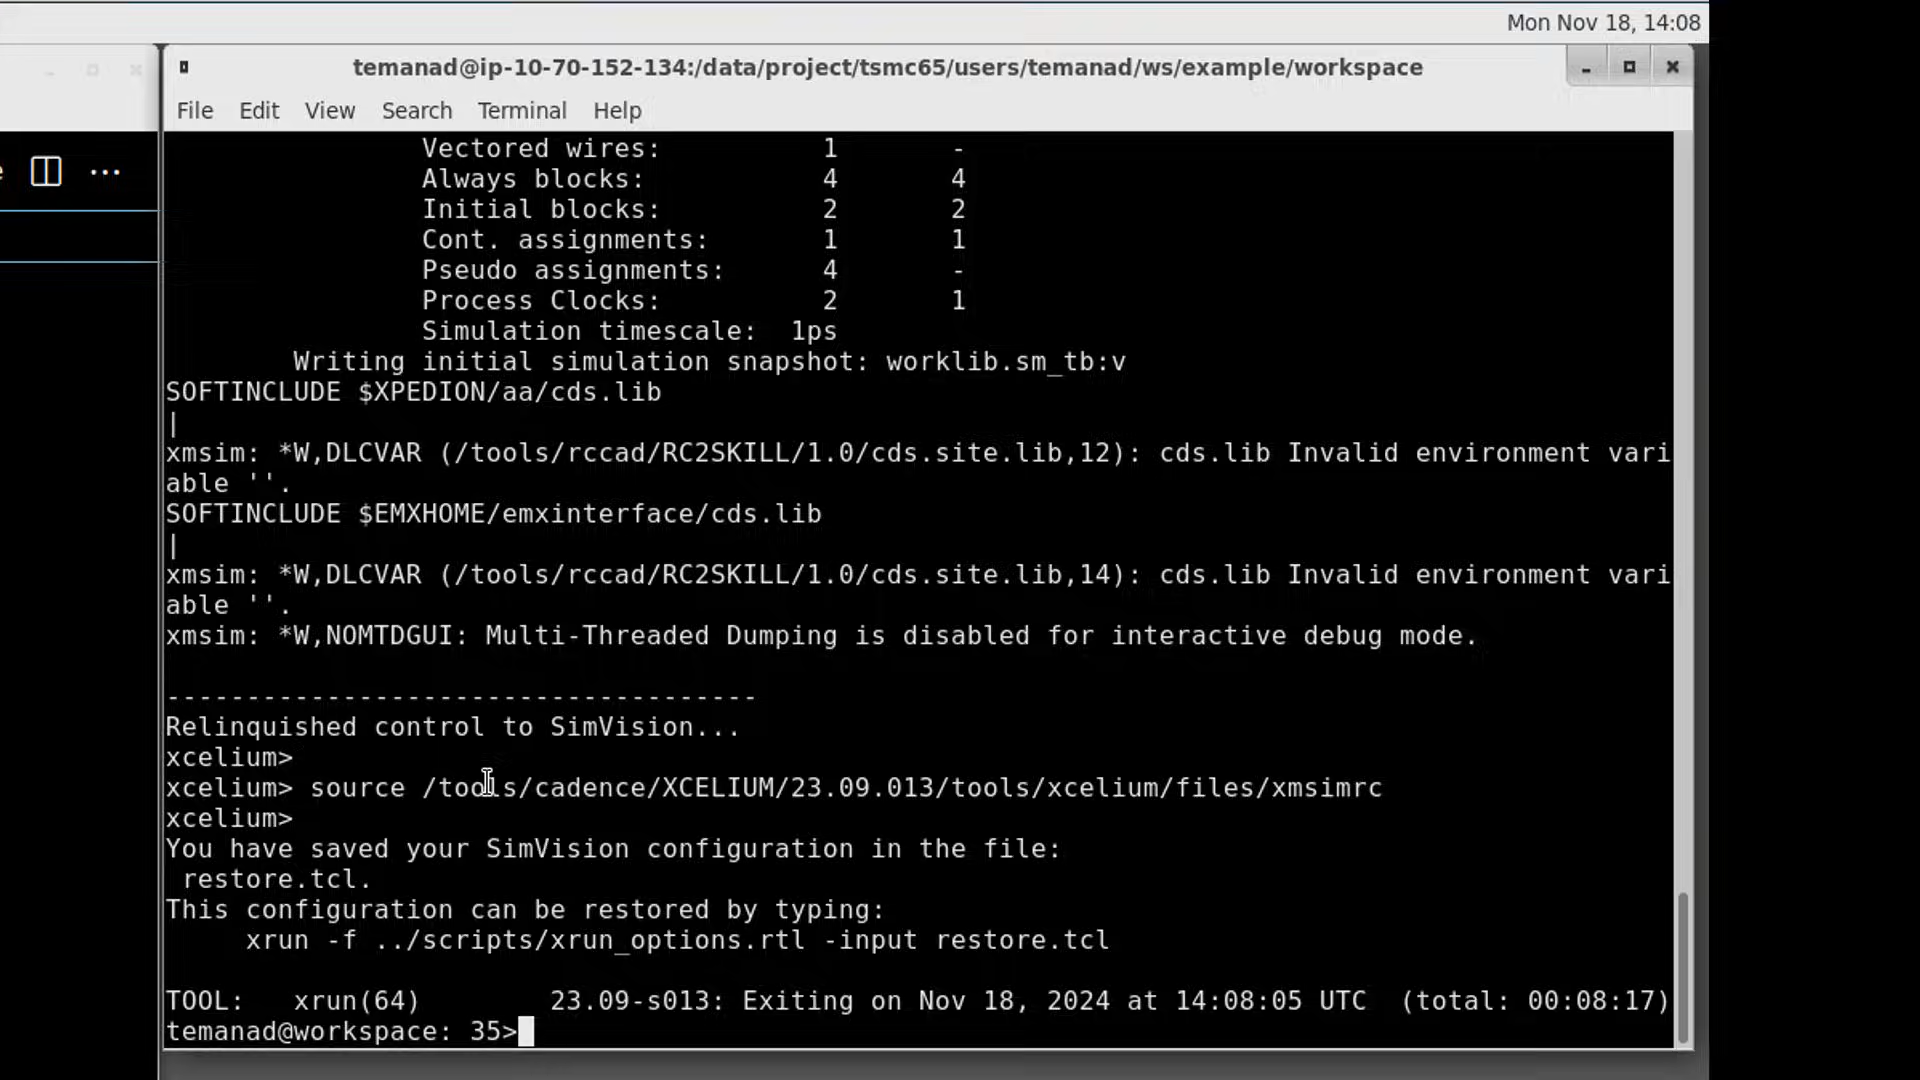 Mon Nov 18, 14:08
temanad@ip-10-70-152-134:/data/project/tsmc65/users/temanad/ws/example/workspace
File Edit View Search Terminal Help
Vectored wires: 1 -
Always blocks: 4 4
Initial blocks: 2 2
Cont. assignments: 1 1
Pseudo assignments: 4 -
Process Clocks: 2 1
Simulation timescale: 1ps
Writing initial simulation snapshot: worklib.sm_tb:v
SOFTINCLUDE $XPEDION/aa/cds.lib
|
xmsim: *W,DLCVAR (/tools/rccad/RC2SKILL/1.0/cds.site.lib,12): cds.lib Invalid environment vari
able ''.
SOFTINCLUDE $EMXHOME/emxinterface/cds.lib
|
xmsim: *W,DLCVAR (/tools/rccad/RC2SKILL/1.0/cds.site.lib,14): cds.lib Invalid environment vari
able ''.
xmsim: *W,NOMTDGUI: Multi-Threaded Dumping is disabled for interactive debug mode.
-------------------------------------
Relinquished control to SimVision...
xcelium>
xcelium> source /tools/cadence/XCELIUM/23.09.013/tools/xcelium/files/xmsimrc
xcelium>
You have saved your SimVision configuration in the file:
restore.tcl.
This configuration can be restored by typing:
xrun -f ../scripts/xrun_options.rtl -input restore.tcl
TOOL: xrun(64) 23.09-s013: Exiting on Nov 18, 2024 at 14:08:05 UTC (total: 00:08:17)
temanad@workspace: 35>